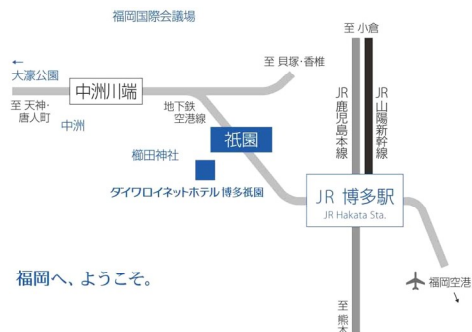 福岡国際会議場
至 小倉
←
大濠公園
至 貝塚・香椎
中洲川端
至 天神・
唐人町
地下鉄
空港線
中洲
JR鹿児島本線
JR山陽新幹線
祇園
櫛田神社
ダイワロイネットホテル 博多祇園
JR 博多駅
JR Hakata Sta.
福岡へ、ようこそ。
福岡空港
至 熊本